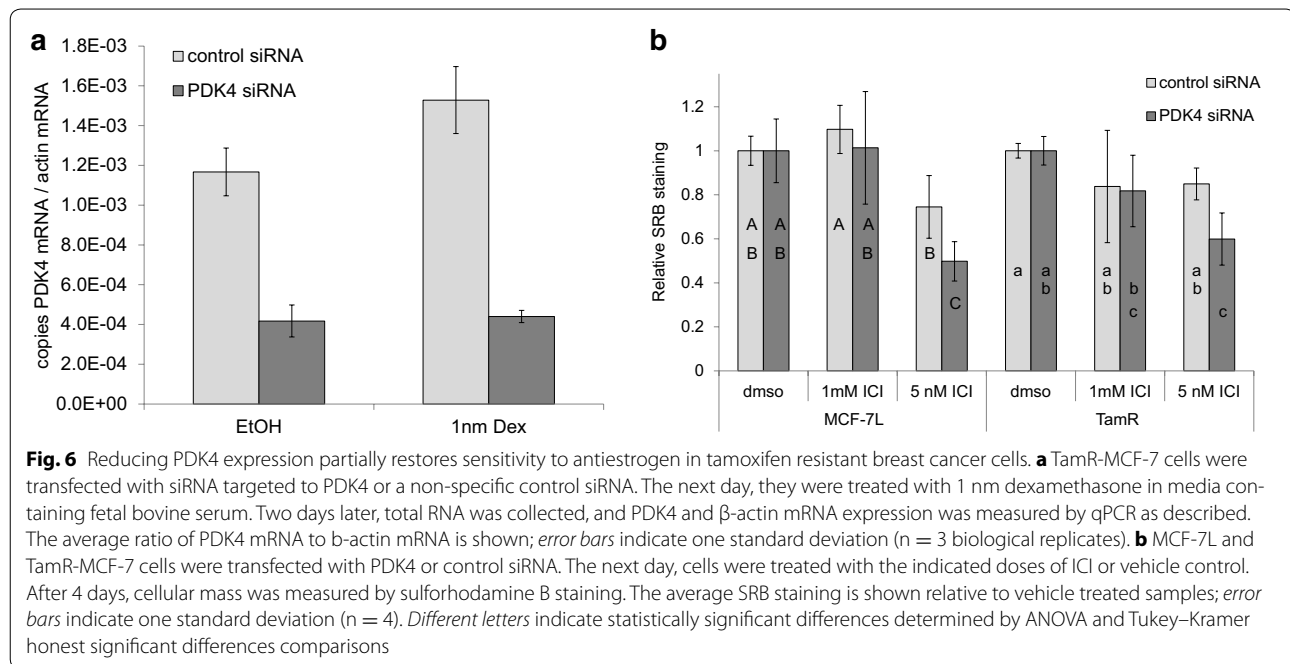 a
1.8E-03
1.6E-03
1.4E-03
1.2E-03
1.0E-03
8.0E-04
6.0E-04
4.0E-04
2.0E-04
0.0E+00
copies PDK4 mRNA / actin mRNA
control siRNA
PDK4 siRNA
EtOH
1nm Dex
b
control siRNA
PDK4 siRNA
1.2
1
0.8
0.6
0.4
0.2
0
Relative SRB staining
A A A A a a a b a
B B B B C b b c b c
dmso 1mM ICI 5 nM ICI dmso 1mM ICI 5 nM ICI
MCF-7L TamR
Fig. 6 Reducing PDK4 expression partially restores sensitivity to antiestrogen in tamoxifen resistant breast cancer cells. a TamR-MCF-7 cells were
transfected with siRNA targeted to PDK4 or a non-specific control siRNA. The next day, they were treated with 1 nm dexamethasone in media con-
taining fetal bovine serum. Two days later, total RNA was collected, and PDK4 and β-actin mRNA expression was measured by qPCR as described.
The average ratio of PDK4 mRNA to b-actin mRNA is shown; error bars indicate one standard deviation (n = 3 biological replicates). b MCF-7L and
TamR-MCF-7 cells were transfected with PDK4 or control siRNA. The next day, cells were treated with the indicated doses of ICI or vehicle control.
After 4 days, cellular mass was measured by sulforhodamine B staining. The average SRB staining is shown relative to vehicle treated samples; error
bars indicate one standard deviation (n = 4). Different letters indicate statistically significant differences determined by ANOVA and Tukey–Kramer
honest significant differences comparisons